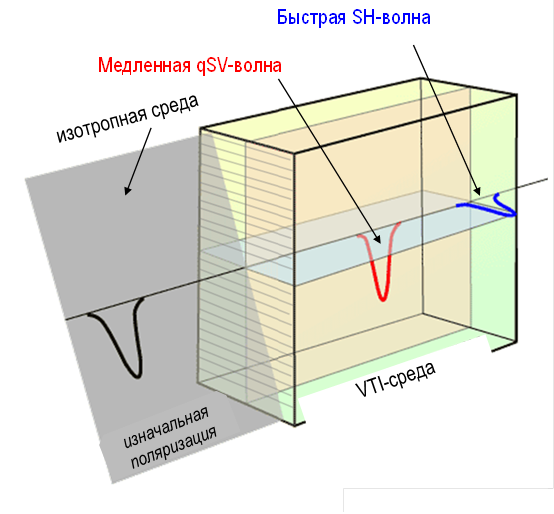 Быстрая SH-волна
Медленная qSV-волна
изотропная среда
VTI-среда
изначальная
поляризация